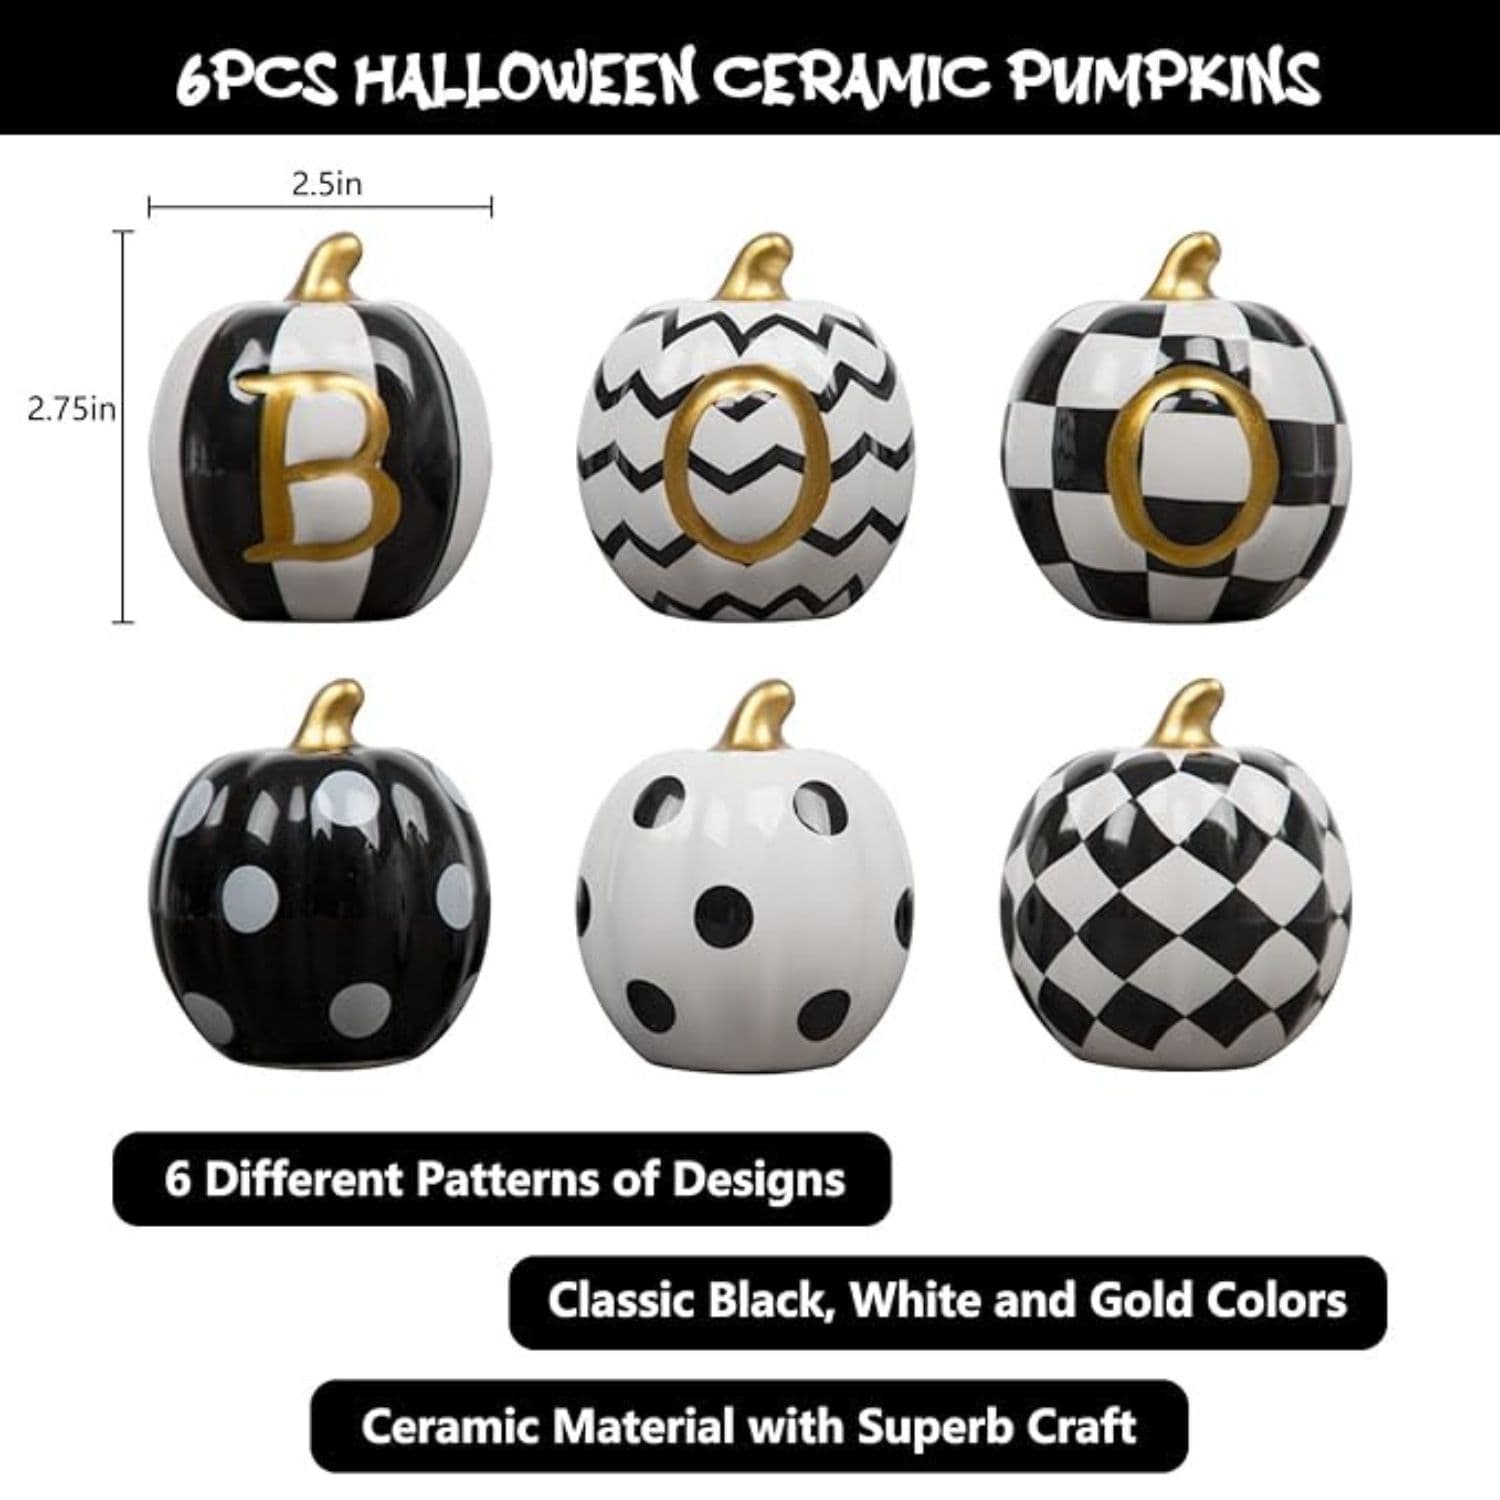 6PCS HALLOWEEN CERAMIC PUMPKINS
2.5in
2.75in
B O O
6 Different Patterns of Designs
Classic Black, White and Gold Colors
Ceramic Material with Superb Craft